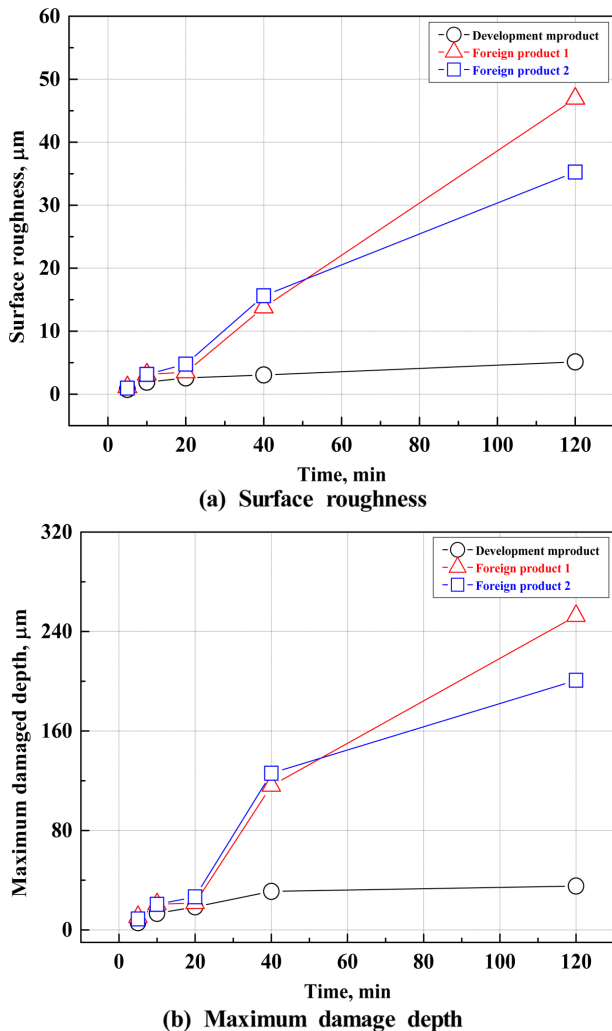 60
50
40
30
20
10
0
Surface roughness, μm
Development mproduct
Foreign product 1
Foreign product 2
0 20 40 60 80 100 120
Time, min
(a) Surface roughness
320
240
160
80
0
Maximum damaged depth, μm
Development mproduct
Foreign product 1
Foreign product 2
0 20 40 60 80 100 120
Time, min
(b) Maximum damage depth